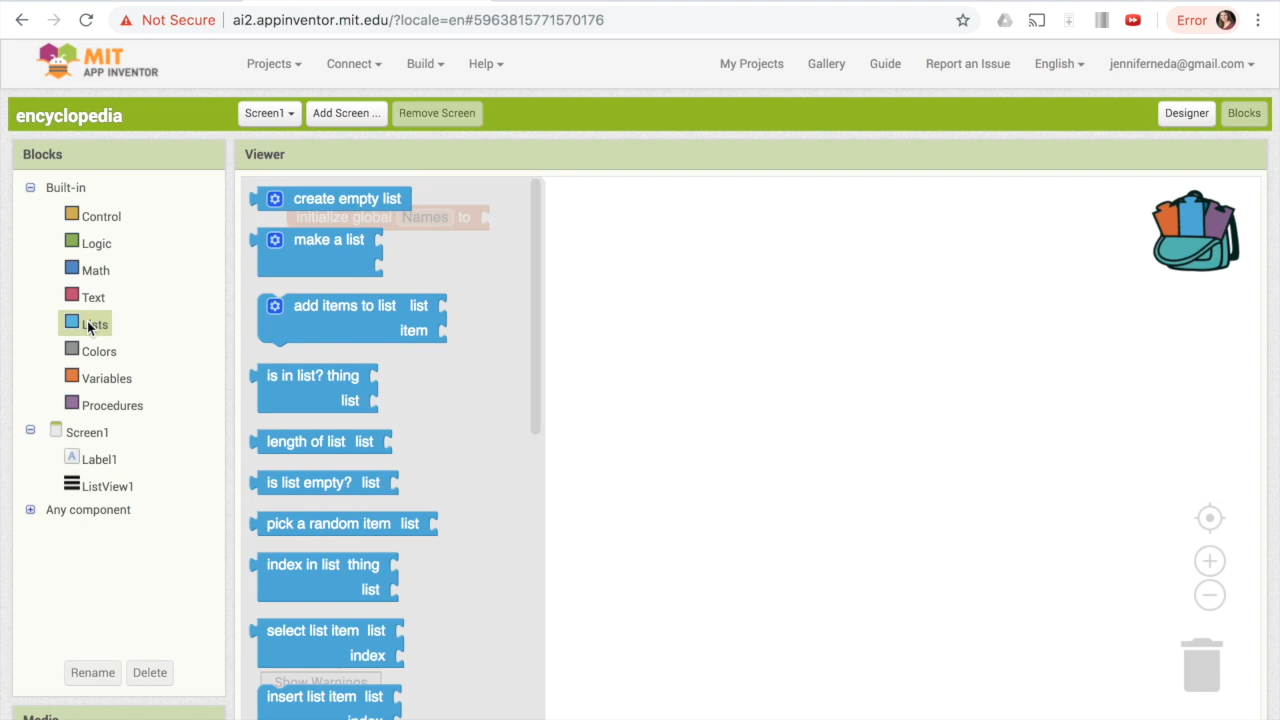 Not Secure ai2.appinventor.mit.edu/?locale=en#5963815771570176 Error
MIT
APP INVENTOR
Projects Connect Build Help My Projects Gallery Guide Report an Issue English jenniferneda@gmail.com
encyclopedia Screen1 Add Screen ... Remove Screen Designer Blocks
Blocks
Viewer
Built-in
Control
Logic
Math
Text
Lists
Colors
Variables
Procedures
Screen1
A Label1
ListView1
Any component
Rename Delete
Media
create empty list
initialize global Names to
make a list
add items to list list
item
is in list? thing
list
length of list list
is list empty? list
pick a random item list
index in list thing
list
select list item list
index
Show Warnings
insert list item list
index